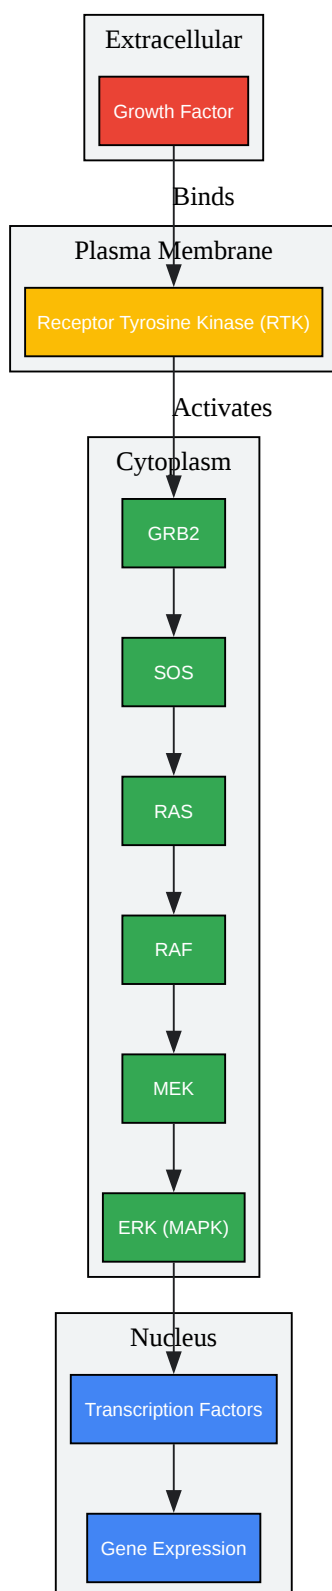 Extracellular
Growth Factor
Binds
Plasma Membrane
Receptor Tyrosine Kinase (RTK)
Activates
Cytoplasm
GRB2
SOS
RAS
RAF
MEK
ERK (MAPK)
Nucleus
Transcription Factors
Gene Expression